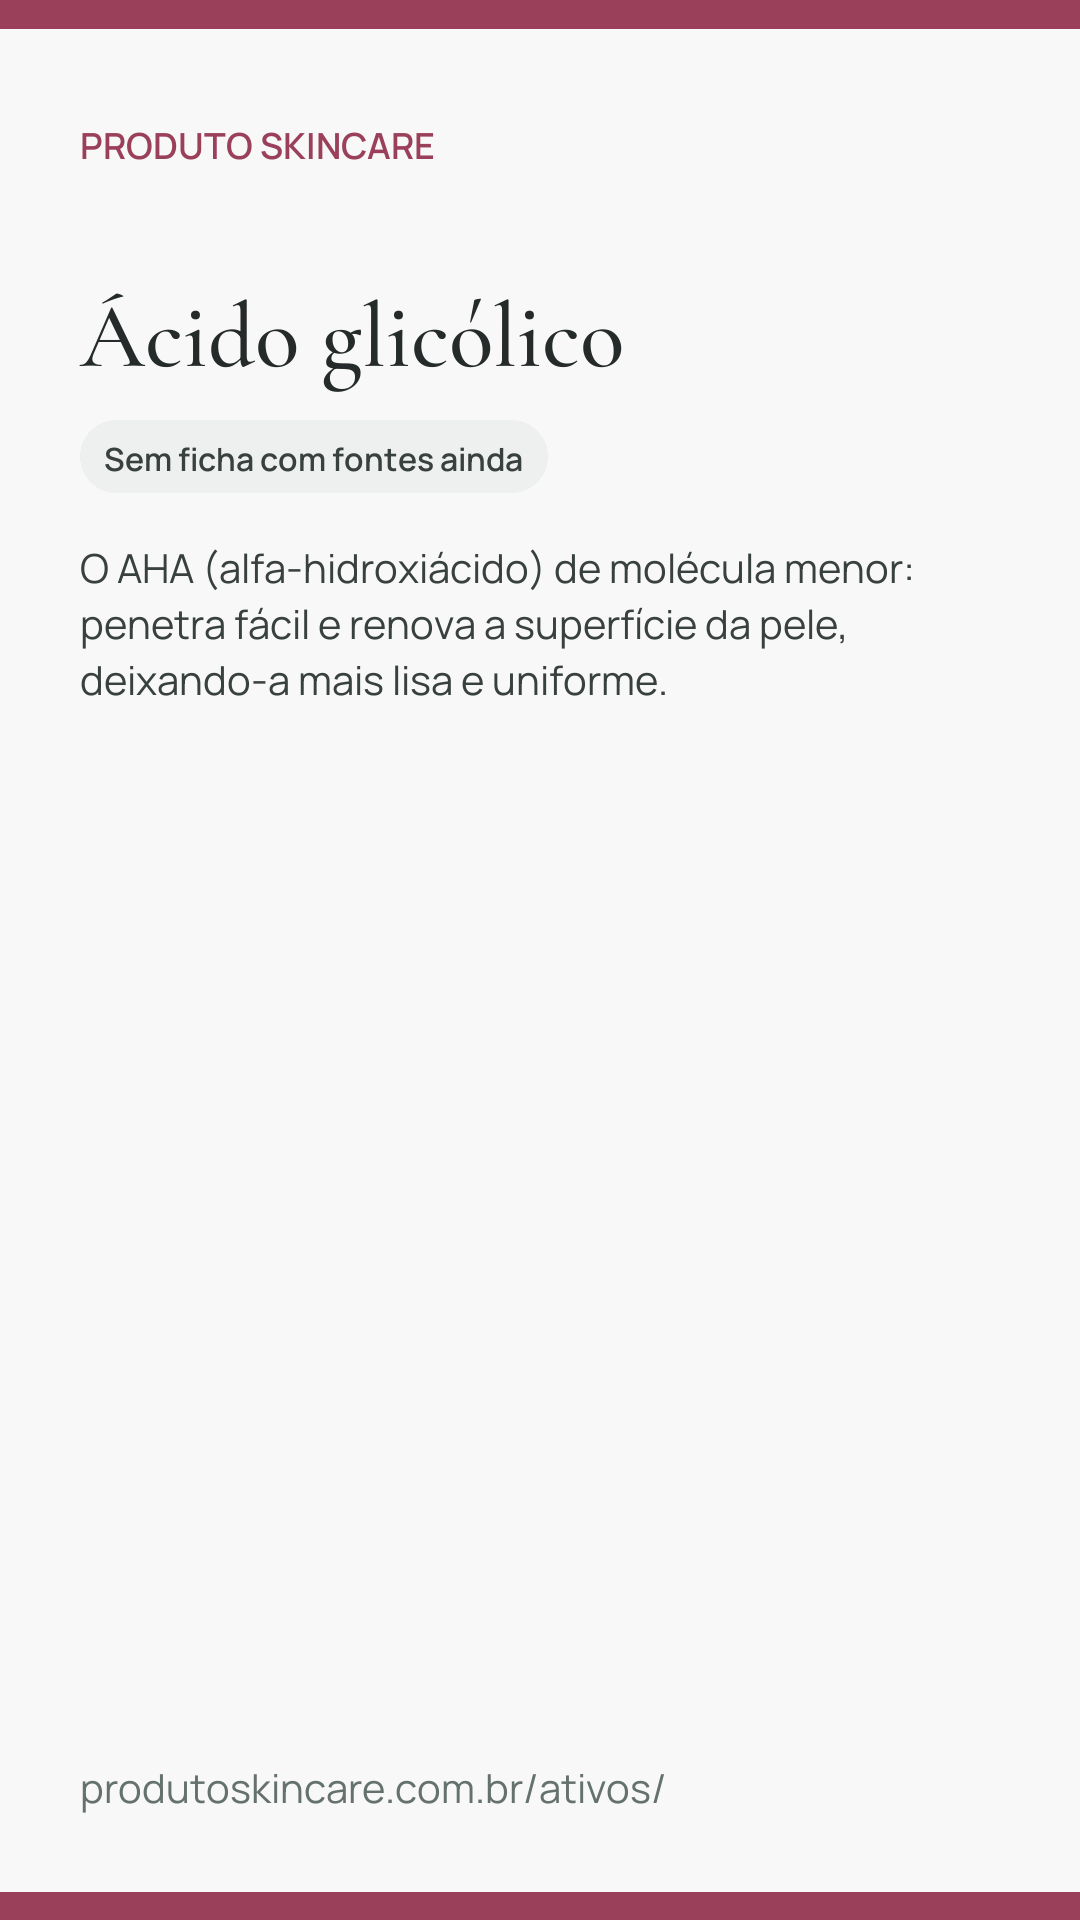 PRODUTO SKINCARE
Ácido glicólico
Sem ficha com fontes ainda
O AHA (alfa-hidroxiácido) de molécula menor:
penetra fácil e renova a superfície da pele,
deixando-a mais lisa e uniforme.
produtoskincare.com.br/ativos/